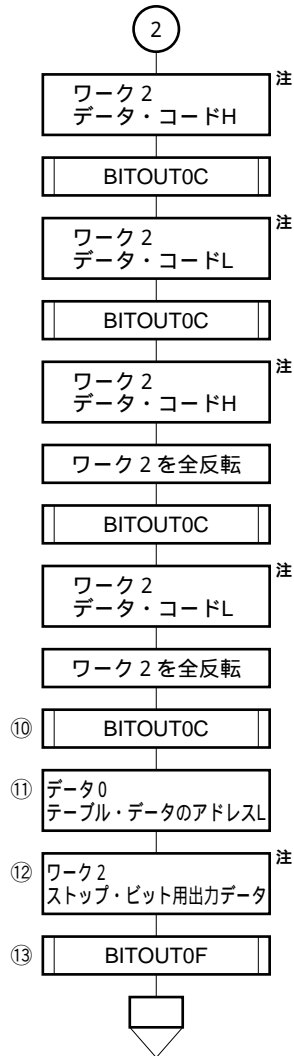 2
注
ワーク2
データ・コードH
BITOUT0C
注
ワーク2
データ・コードL
BITOUT0C
注
ワーク2
データ・コードH
ワーク2を全反転
BITOUT0C
注
ワーク2
データ・コードL
ワーク2を全反転
⑩ BITOUT0C
⑪ データ0
テーブル・データのアドレスL
注
⑫ ワーク2
ストップ・ビット用出力データ
⑬ BITOUT0F